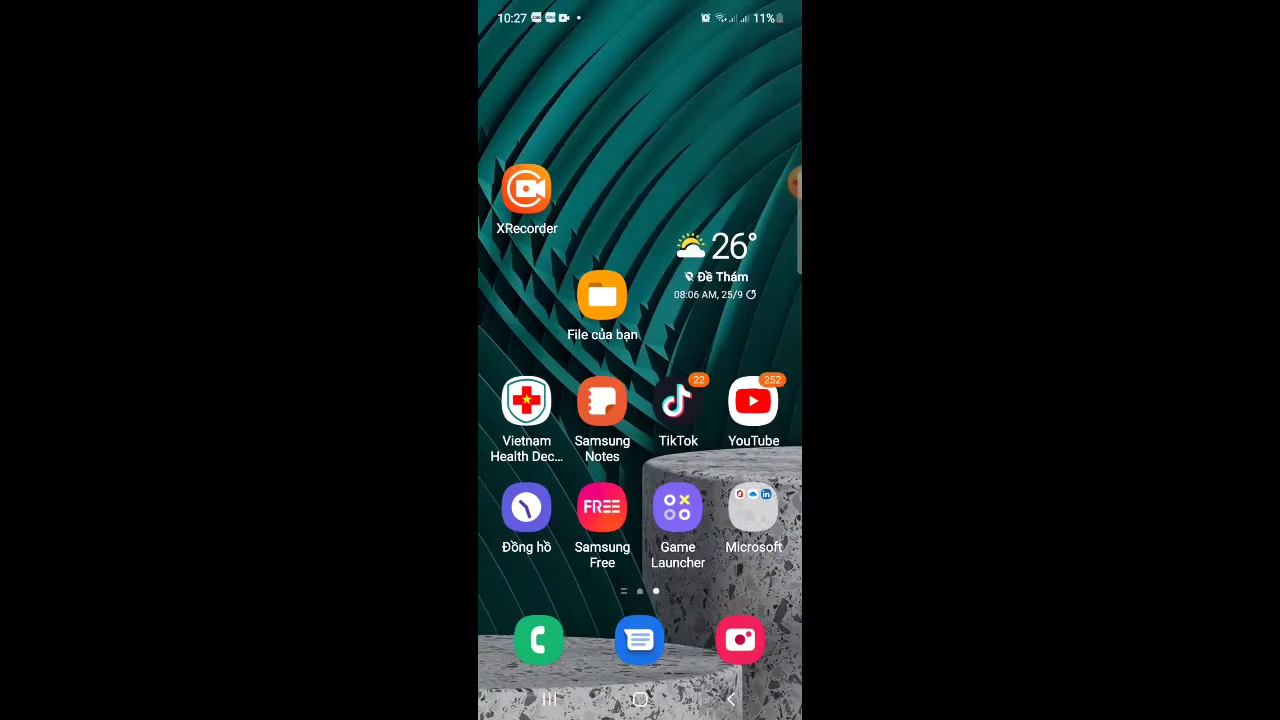 10:27
11%
XRecorder
26°
Đề Thám
08:06 AM, 25/9
File của bạn
22
252
Vietnam
Health Dec...
Samsung
Notes
TikTok
YouTube
FREE
Đồng hồ
Samsung
Free
Game
Launcher
Microsoft